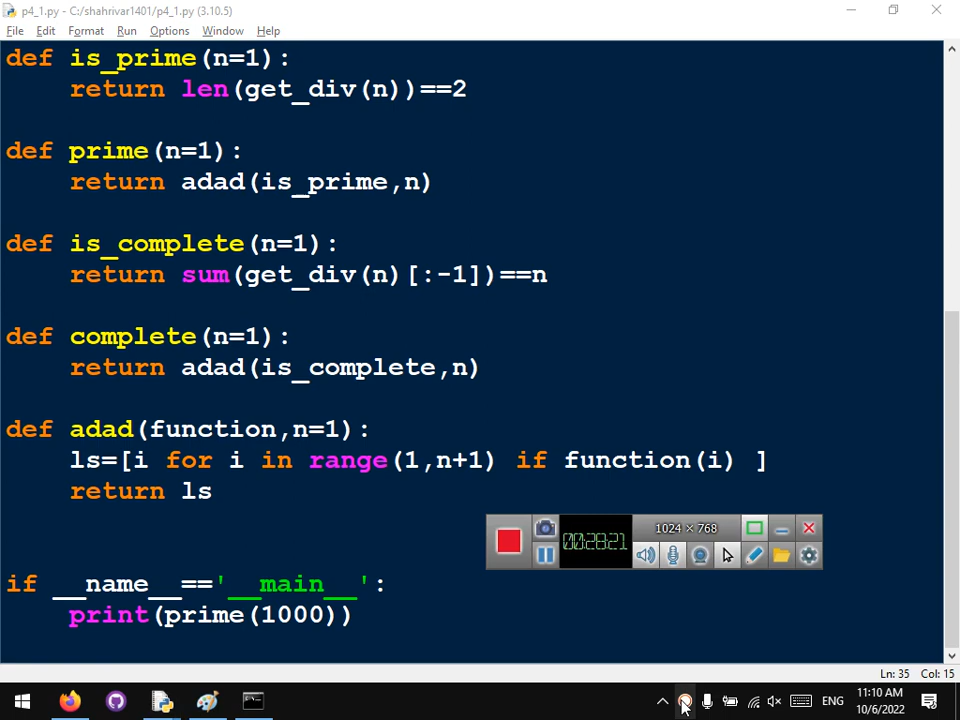 p4_1.py - C:/shahrivar1401/p4_1.py (3.10.5)
File Edit Format Run Options Window Help
def is_prime(n=1):
    return len(get_div(n))==2
def prime(n=1):
    return adad(is_prime,n)
def is_complete(n=1):
    return sum(get_div(n)[:-1])==n
def complete(n=1):
    return adad(is_complete,n)
def adad(function,n=1):
    ls=[i for i in range(1,n+1) if function(i) ]
    return ls
00:28:21
1024 × 768
if __name__=='__main__':
    print(prime(1000))
Ln: 35 Col: 15
ENG
11:10 AM
10/6/2022